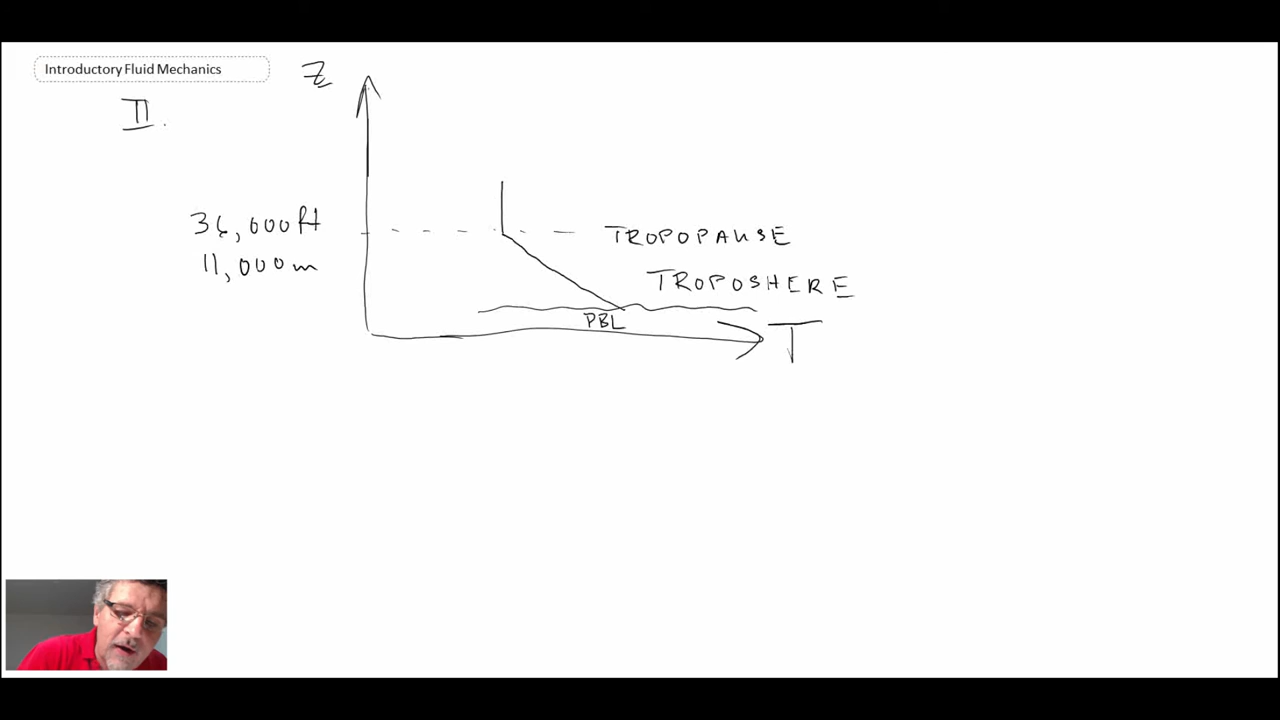 Introductory Fluid Mechanics
Z
II.
36,000ft
TROPOPAUSE
11,000m
TROPOSHERE
PBL
T